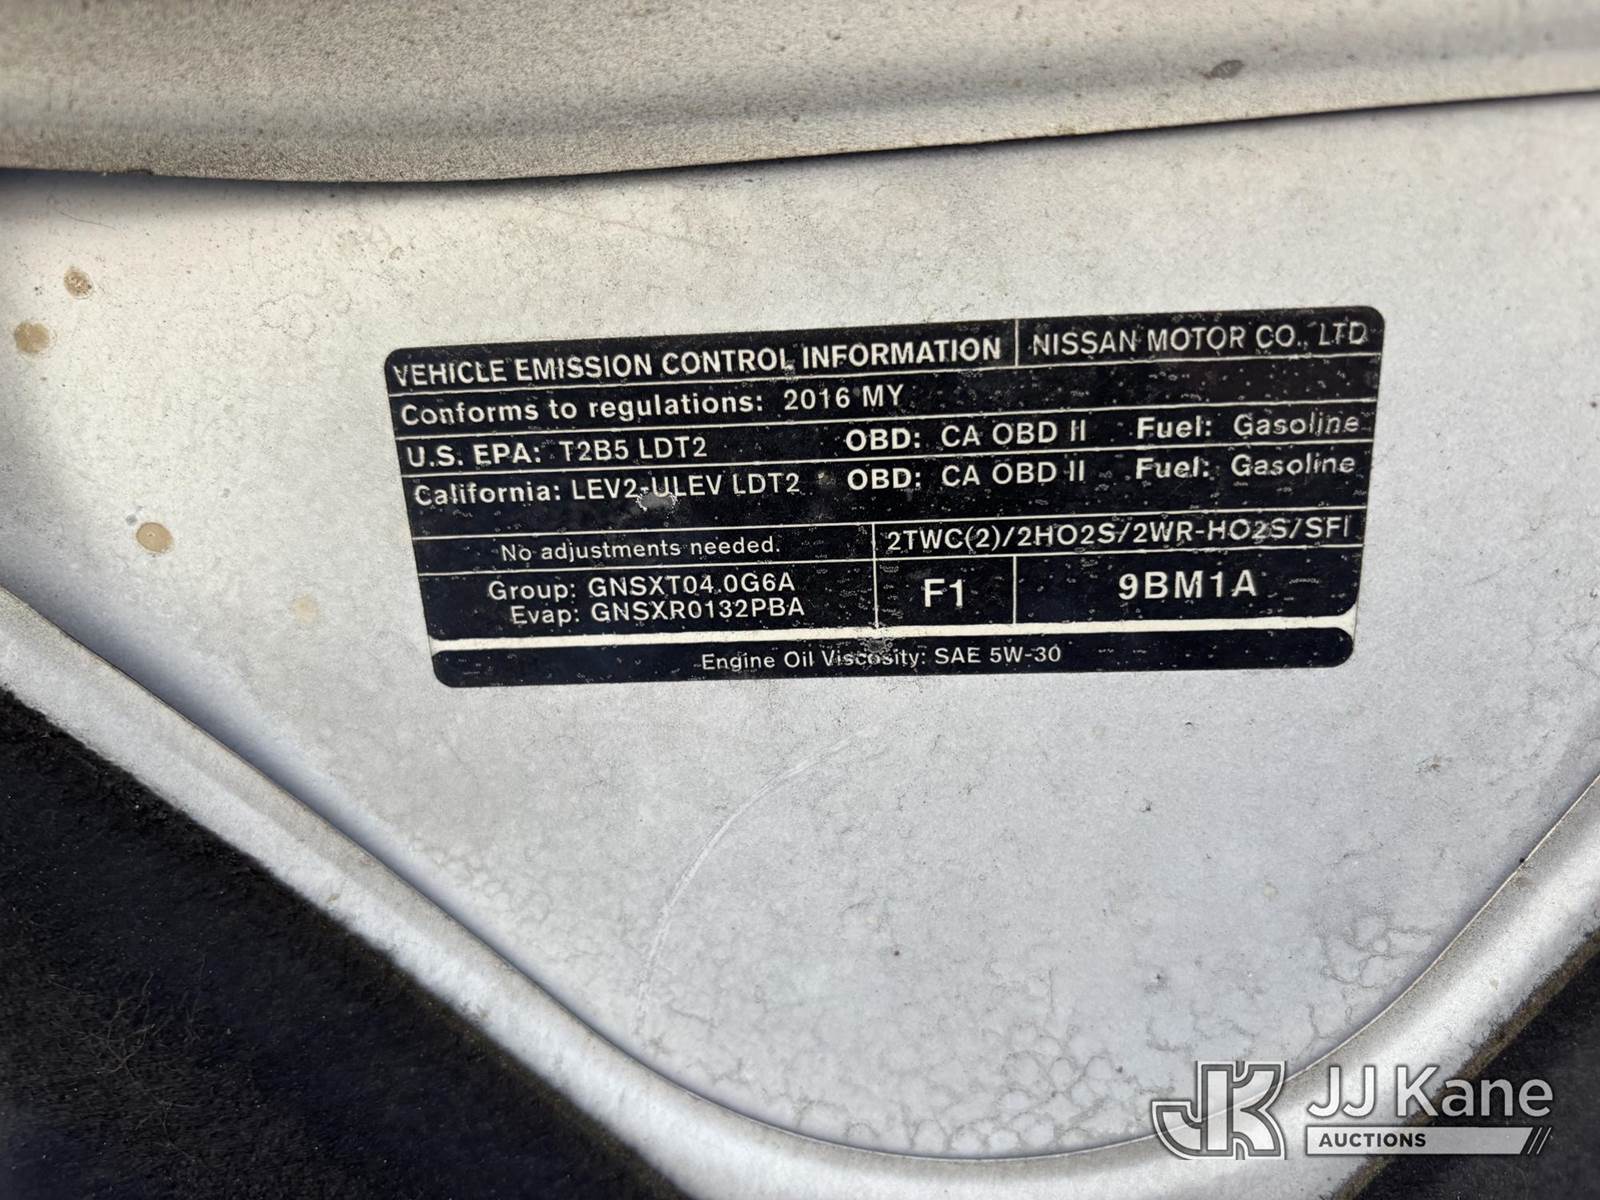 VEHICLE EMISSION CONTROL INFORMATION NISSAN MOTOR CO., LTD
Conforms to regulations: 2016 MY
U.S. EPA: T2B5 LDT2 OBD: CA OBD II Fuel: Gasoline
California: LEV2-ULEV LDT2 OBD: CA OBD II Fuel: Gasoline
No adjustments needed. 2TWC(2)/2HO2S/2WR-HO2S/SFI
Group: GNSXT04.0G6A
Evap: GNSXR0132PBA
F1 9BM1A
Engine Oil Viscosity: SAE 5W-30
JK JJ Kane
AUCTIONS